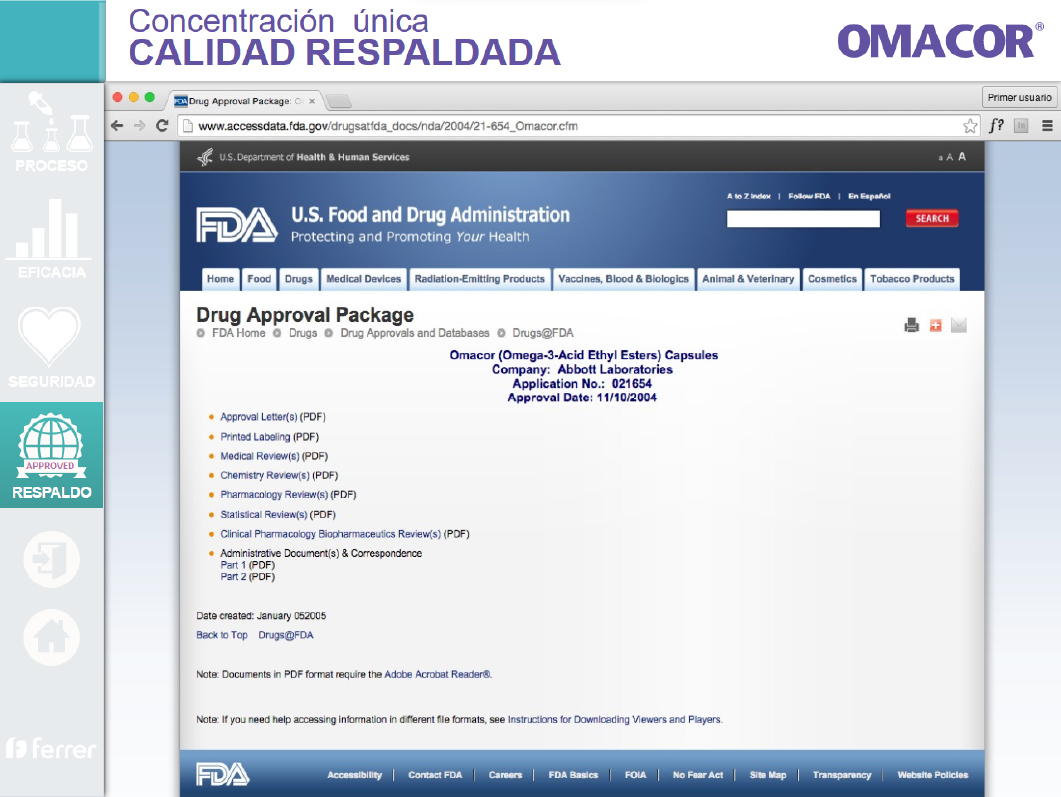 Concentración única
CALIDAD RESPALDADA
OMACOR®
PROCESO
EFICACIA
SEGURIDAD
APPROVED
RESPALDO
ferrer
Drug Approval Package:
Primer usuario
www.accessdata.fda.gov/drugsatfda_docs/nda/2004/21-654_Omacor.cfm
f?
U.S. Department of Health & Human Services
a A A
A to Z Index | Follow FDA | En Español
FDA
U.S. Food and Drug Administration
Protecting and Promoting Your Health
SEARCH
Home
Food
Drugs
Medical Devices
Radiation-Emitting Products
Vaccines, Blood & Biologics
Animal & Veterinary
Cosmetics
Tobacco Products
Drug Approval Package
FDA Home Drugs Drug Approvals and Databases Drugs@FDA
Omacor (Omega-3-Acid Ethyl Esters) Capsules
Company: Abbott Laboratories
Application No.: 021654
Approval Date: 11/10/2004
Approval Letter(s) (PDF)
Printed Labeling (PDF)
Medical Review(s) (PDF)
Chemistry Review(s) (PDF)
Pharmacology Review(s) (PDF)
Statistical Review(s) (PDF)
Clinical Pharmacology Biopharmaceutics Review(s) (PDF)
Administrative Document(s) & Correspondence
Part 1 (PDF)
Part 2 (PDF)
Date created: January 052005
Back to Top Drugs@FDA
Note: Documents in PDF format require the Adobe Acrobat Reader®.
Note: If you need help accessing information in different file formats, see Instructions for Downloading Viewers and Players.
FDA
Accessibility | Contact FDA | Careers | FDA Basics | FOIA | No Fear Act | Site Map | Transparency | Website Policies